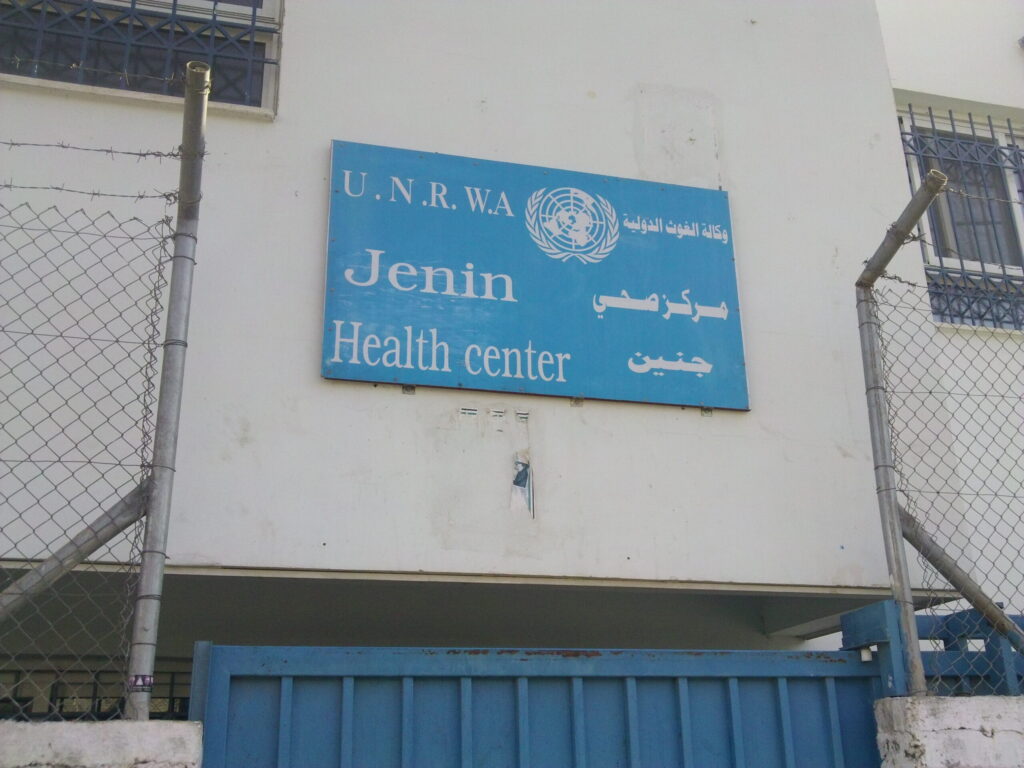 U.N.R.W.A
وكالة الغوث الدولية
Jenin
مركز صحي
Health center
جنين